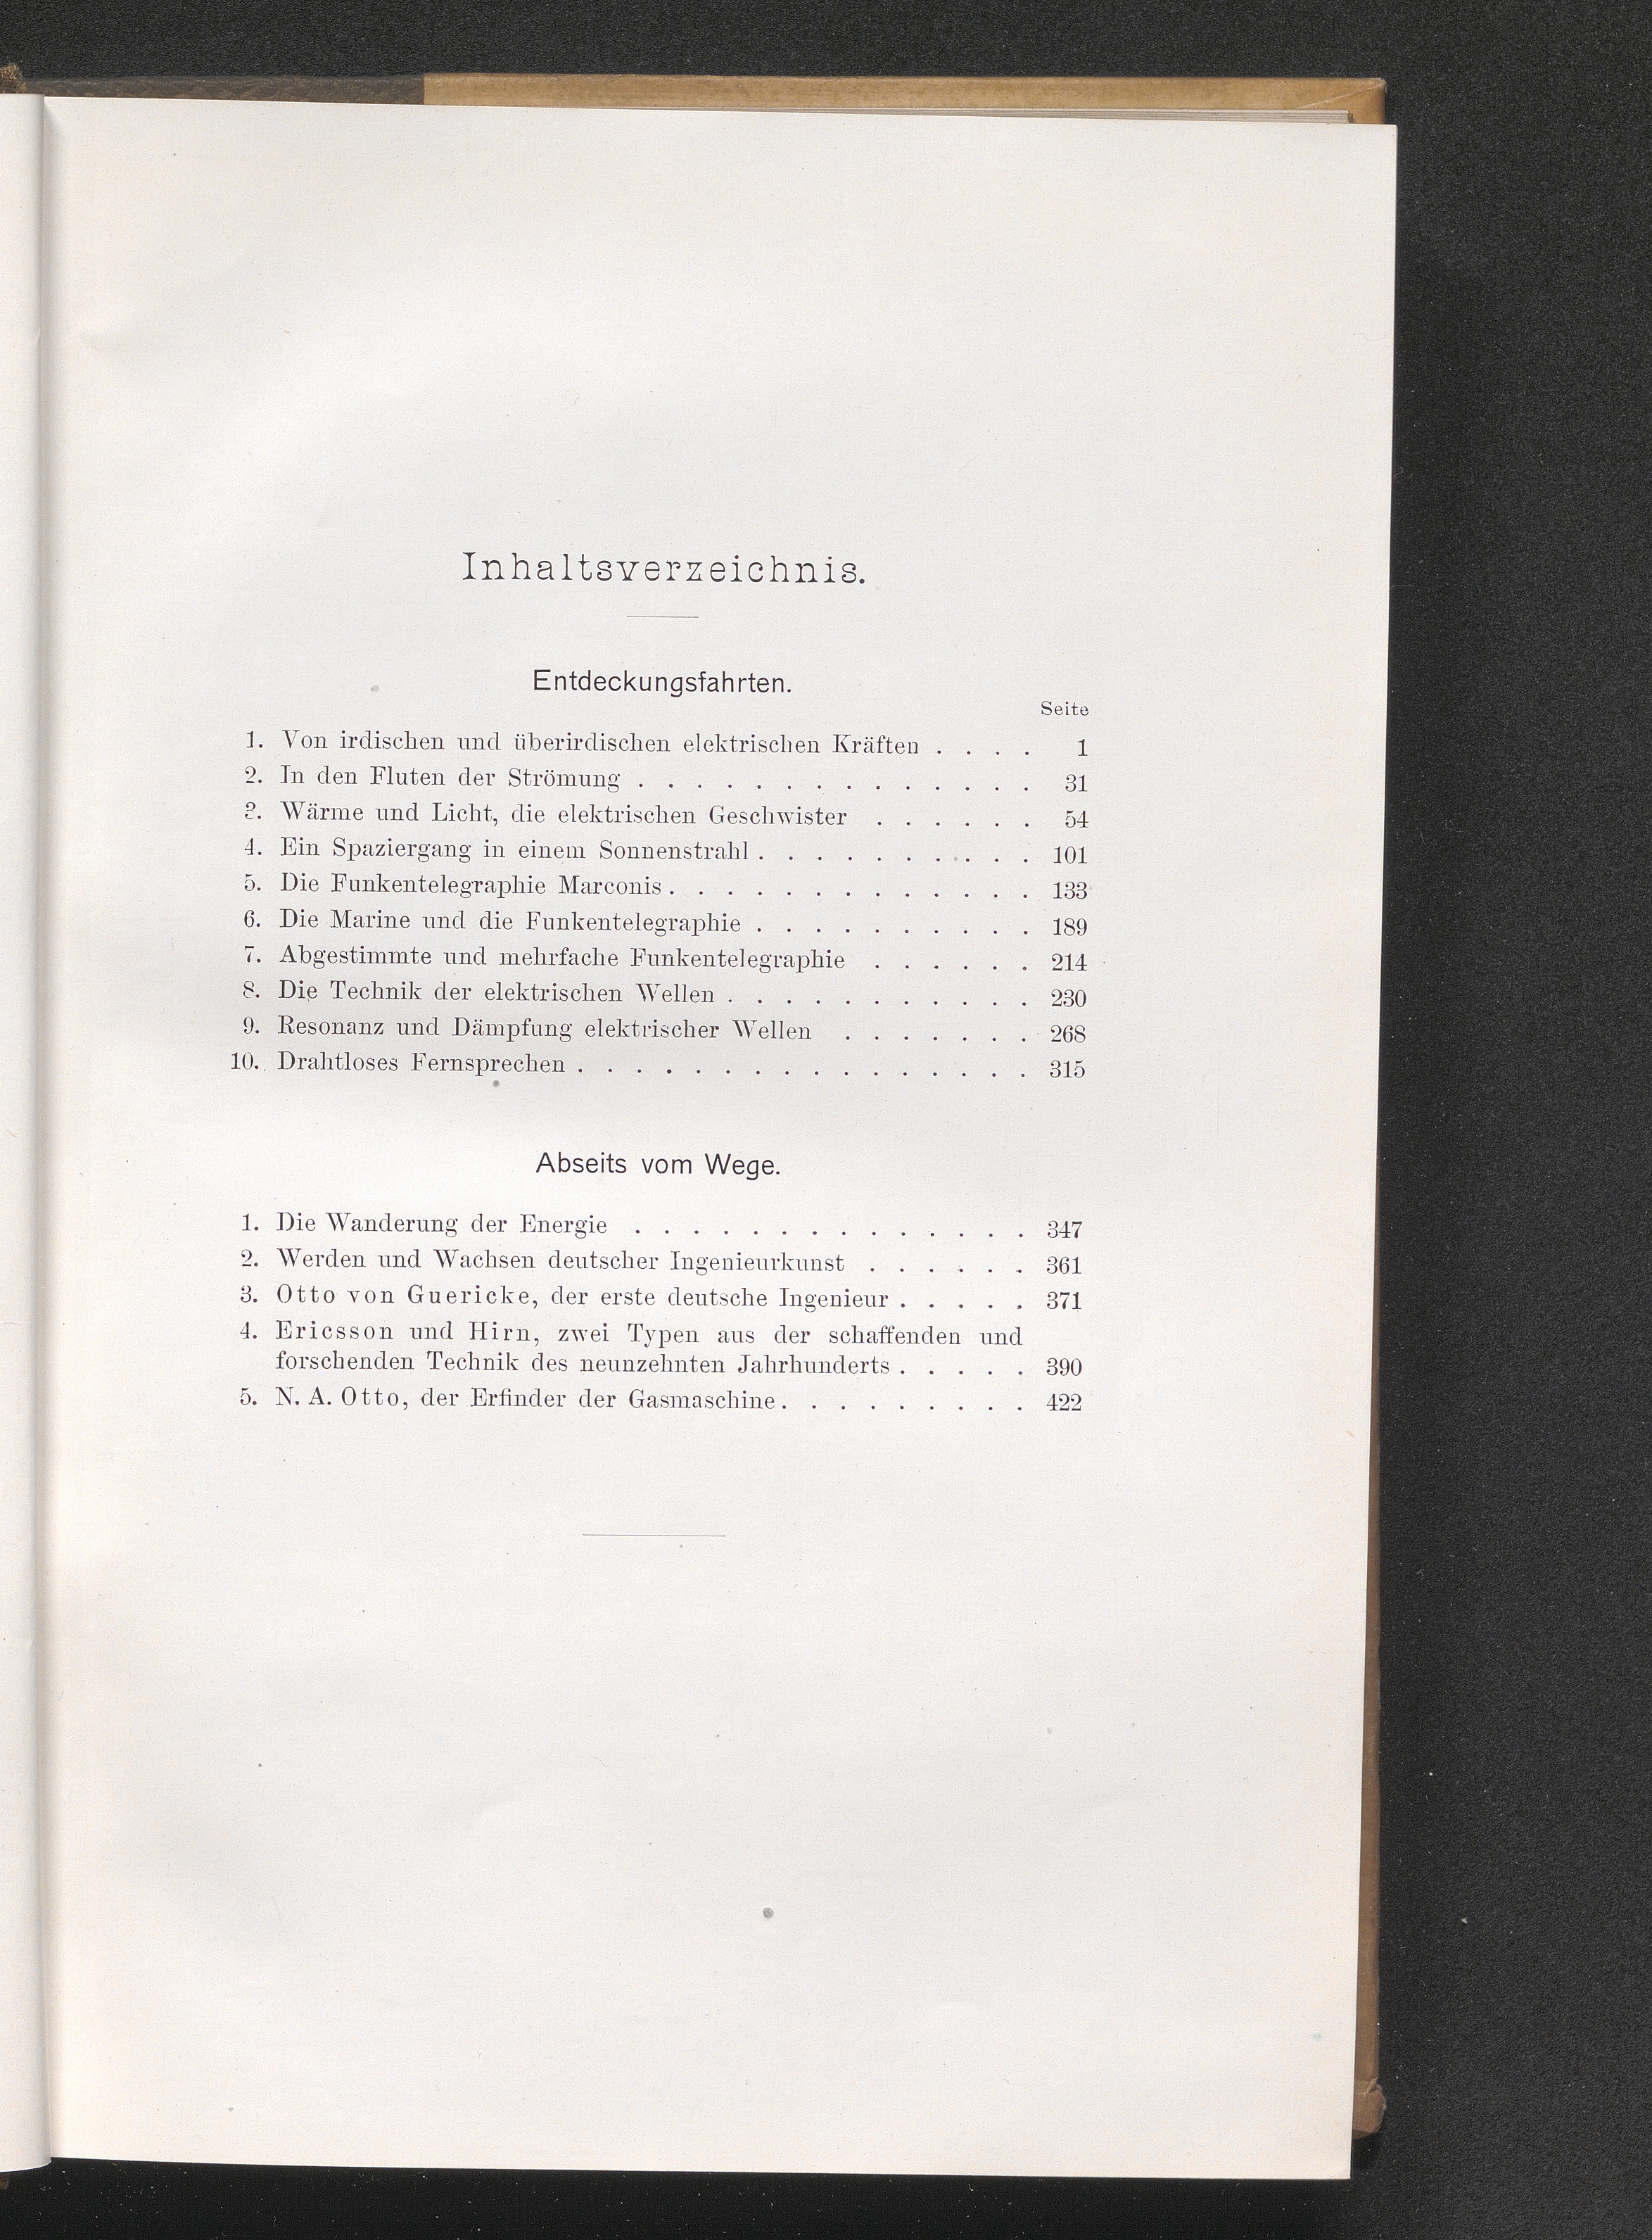 Inhaltsverzeichnis.
Entdeckungsfahrten.
Seite
1. Von irdischen und überirdischen elektrischen Kräften . . . . 1
2. In den Fluten der Strömung . . . . . . . . . . . . . . 31
3. Wärme und Licht, die elektrischen Geschwister . . . . . . 54
4. Ein Spaziergang in einem Sonnenstrahl . . . . . . . . . . 101
5. Die Funkentelegraphie Marconis . . . . . . . . . . . . . 133
6. Die Marine und die Funkentelegraphie . . . . . . . . . . 189
7. Abgestimmte und mehrfache Funkentelegraphie . . . . . . 214
8. Die Technik der elektrischen Wellen . . . . . . . . . . . 230
9. Resonanz und Dämpfung elektrischer Wellen . . . . . . . 268
10. Drahtloses Fernsprechen . . . . . . . . . . . . . . . . 315
Abseits vom Wege.
1. Die Wanderung der Energie . . . . . . . . . . . . . . 347
2. Werden und Wachsen deutscher Ingenieurkunst . . . . . . 361
3. Otto von Guericke, der erste deutsche Ingenieur . . . . . 371
4. Ericsson und Hirn, zwei Typen aus der schaffenden und
forschenden Technik des neunzehnten Jahrhunderts . . . . . 390
5. N. A. Otto, der Erfinder der Gasmaschine . . . . . . . . . 422